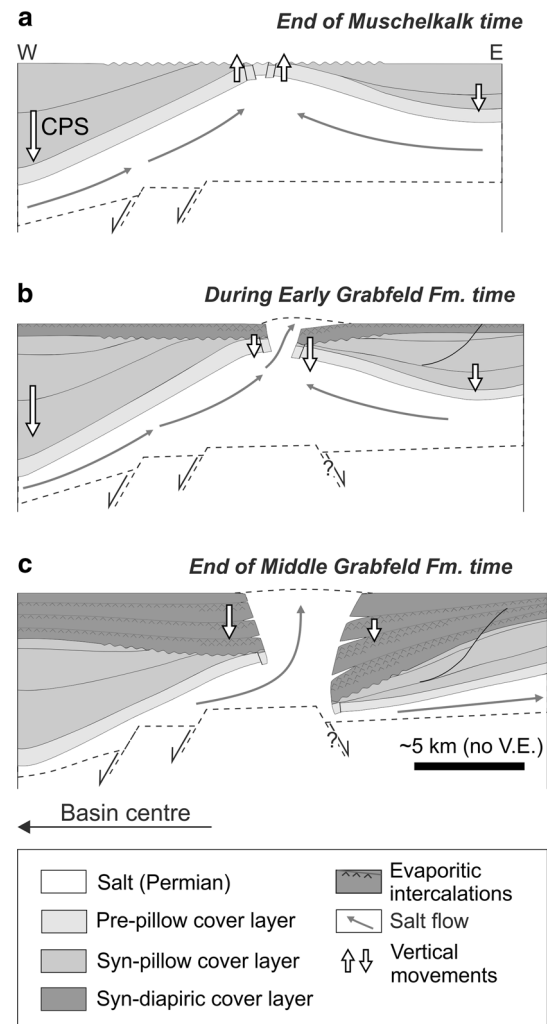 a
End of Muschelkalk time
W
E
CPS
b
During Early Grabfeld Fm. time
?
c
End of Middle Grabfeld Fm. time
?
~5 km (no V.E.)
Basin centre
Salt (Permian)
Pre-pillow cover layer
Syn-pillow cover layer
Syn-diapiric cover layer
Evaporitic
intercalations
Salt flow
Vertical
movements